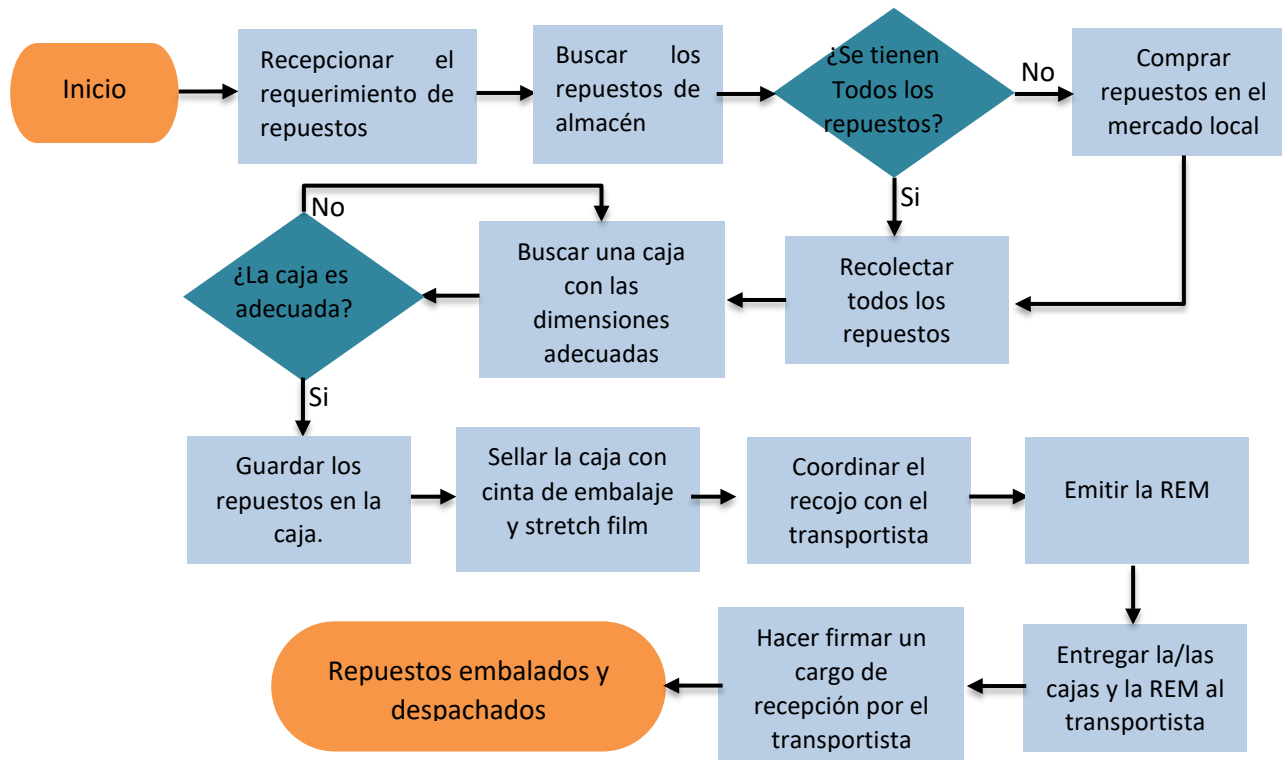 Inicio
Recepcionar el
requerimiento de
repuestos
Buscar los
repuestos de
almacén
¿Se tienen
Todos los
repuestos?
No
Comprar
repuestos en el
mercado local
Si
Recolectar
todos los
repuestos
Buscar una caja
con las
dimensiones
adecuadas
No
¿La caja es
adecuada?
Si
Guardar los
repuestos en la
caja.
Sellar la caja con
cinta de embalaje
y stretch film
Coordinar el
recojo con el
transportista
Emitir la REM
Entregar la/las
cajas y la REM al
transportista
Hacer firmar un
cargo de
recepción por el
transportista
Repuestos embalados y
despachados